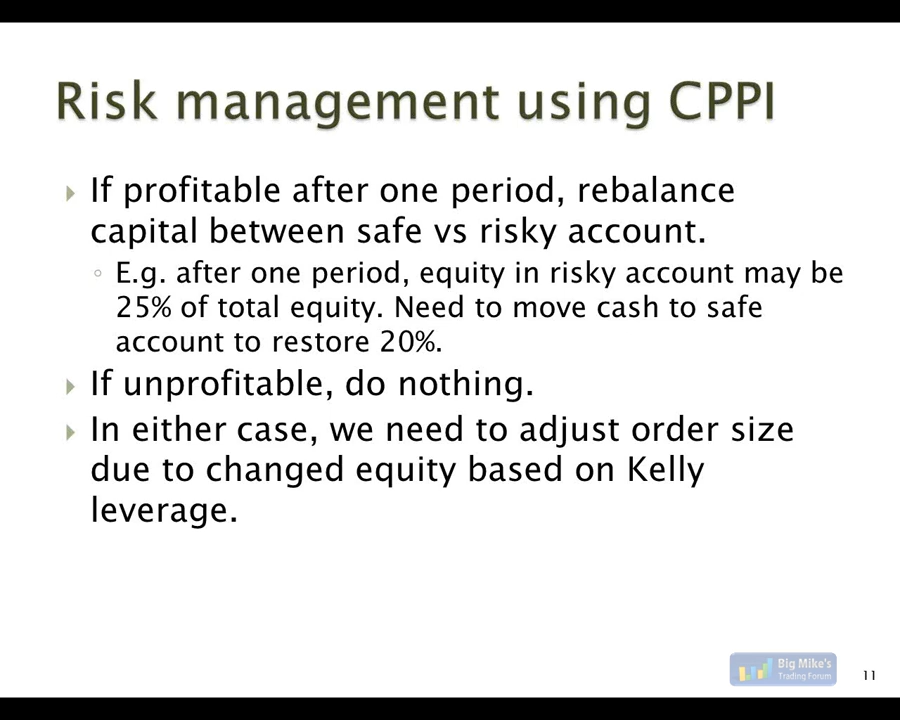 Risk management using CPPI
If profitable after one period, rebalance
capital between safe vs risky account.
E.g. after one period, equity in risky account may be
25% of total equity. Need to move cash to safe
account to restore 20%.
If unprofitable, do nothing.
In either case, we need to adjust order size
due to changed equity based on Kelly
leverage.
Big Mike's
Trading Forum
11